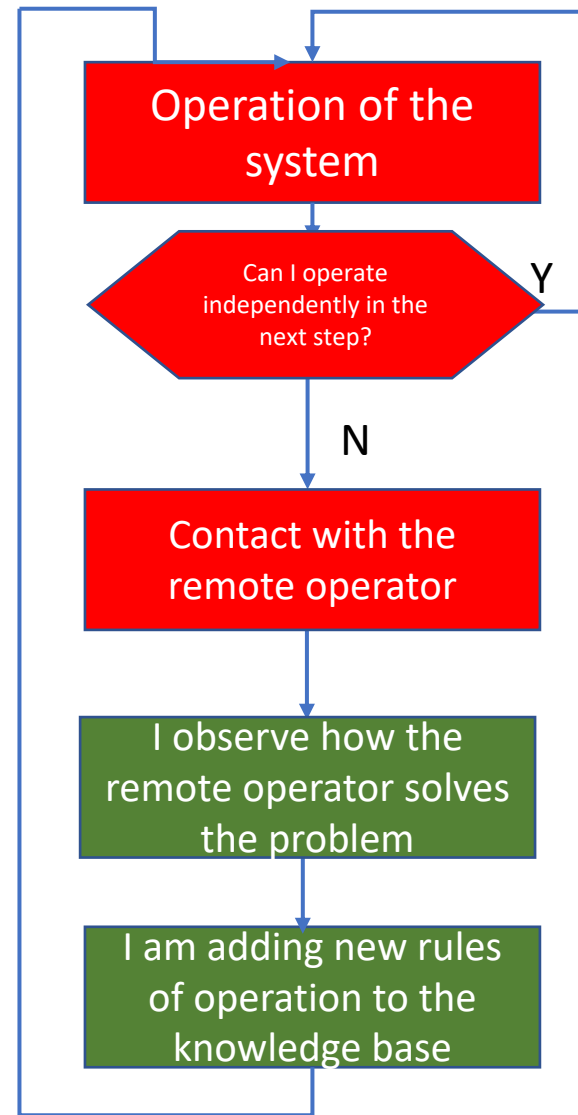 Operation of the
system
Can I operate
independently in the
next step?
Y
N
Contact with the
remote operator
I observe how the
remote operator solves
the problem
I am adding new rules
of operation to the
knowledge base